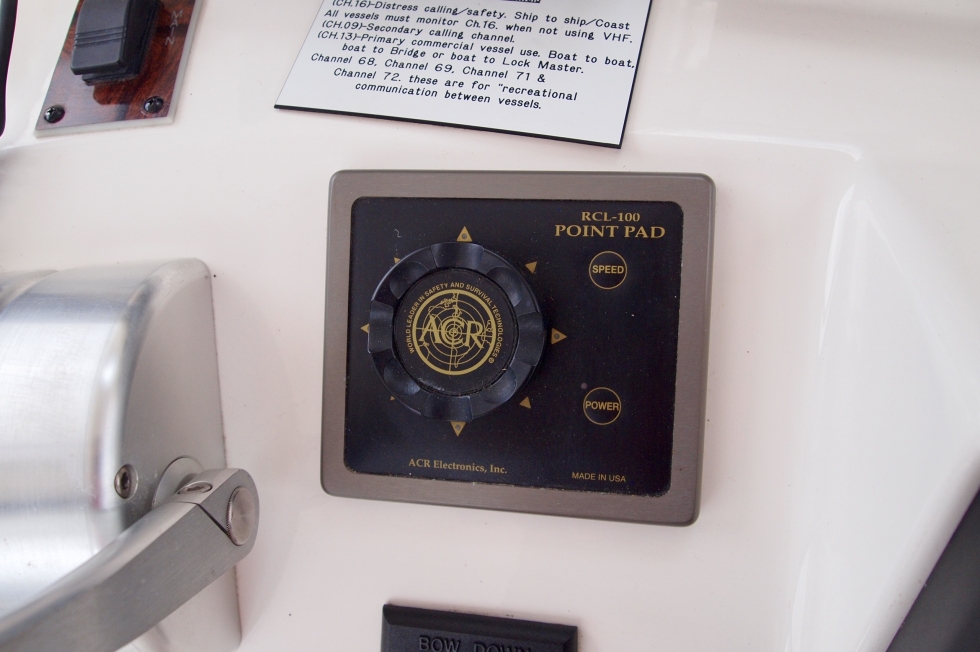 (CH.16)-Distress calling/safety. Ship to ship/Coast
All vessels must monitor Ch.16. when not using VHF.
(CH.09)-Secondary calling channel.
(CH.13)-Primary commercial vessel use. Boat to boat,
boat to Bridge or boat to Lock Master.
Channel 68, Channel 69, Channel 71 &
Channel 72. these are for "recreational
communication between vessels.
RCL-100
POINT PAD
SPEED
WORLD LEADER IN SAFETY AND SURVIVAL TECHNOLOGIES ®
ACR
POWER
ACR Electronics, Inc.
MADE IN USA
BOW DOWN